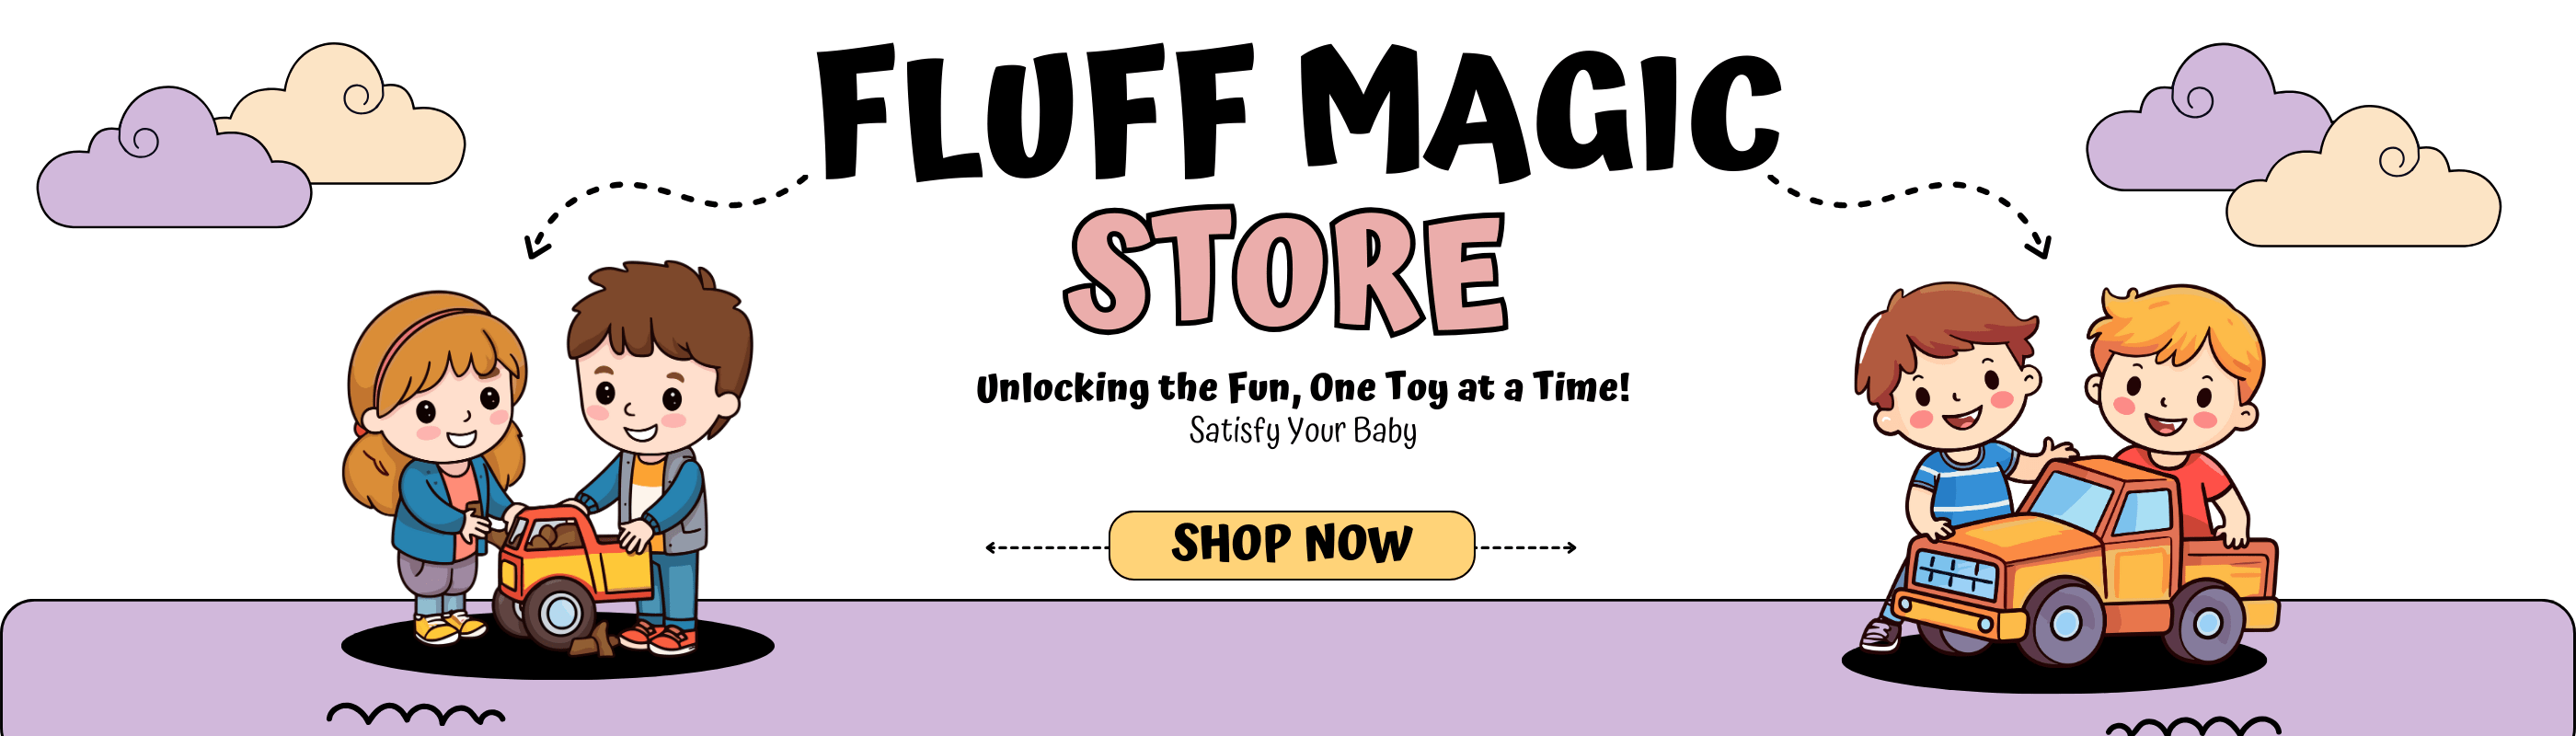 FLUFF MAGIC
STORE
Unlocking the Fun, One Toy at a Time!
Satisfy Your Baby
SHOP NOW